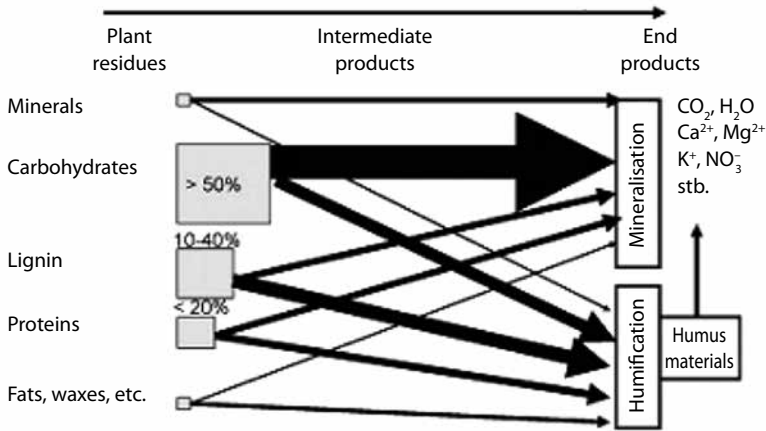 Plant
residues
Intermediate
products
End
products
Minerals
Carbohydrates
> 50%
10-40%
Lignin
< 20%
Proteins
Fats, waxes, etc.
Mineralisation
Humification
CO₂, H₂O
Ca²⁺, Mg²⁺
K⁺, NO₃⁻
stb.
Humus
materials